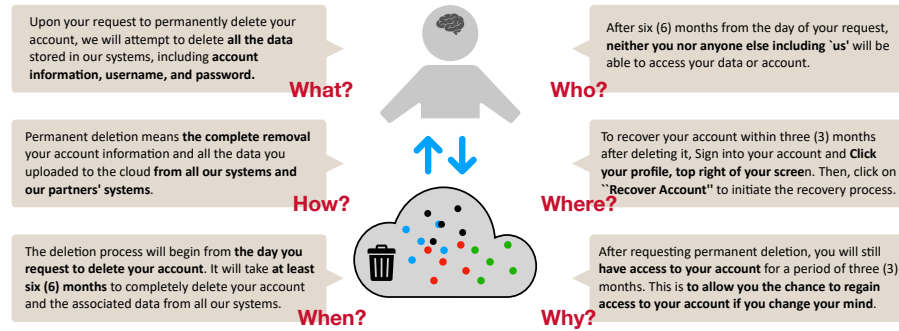 Upon your request to permanently delete your
account, we will attempt to delete all the data
stored in our systems, including account
information, username, and password.
What?
After six (6) months from the day of your request,
neither you nor anyone else including `us' will be
able to access your data or account.
Who?
Permanent deletion means the complete removal
your account information and all the data you
uploaded to the cloud from all our systems and
our partners' systems.
How?
To recover your account within three (3) months
after deleting it, Sign into your account and Click
your profile, top right of your screen. Then, click on
``Recover Account" to initiate the recovery process.
Where?
The deletion process will begin from the day you
request to delete your account. It will take at least
six (6) months to completely delete your account
and the associated data from all our systems.
When?
After requesting permanent deletion, you will still
have access to your account for a period of three (3)
months. This is to allow you the chance to regain
access to your account if you change your mind.
Why?